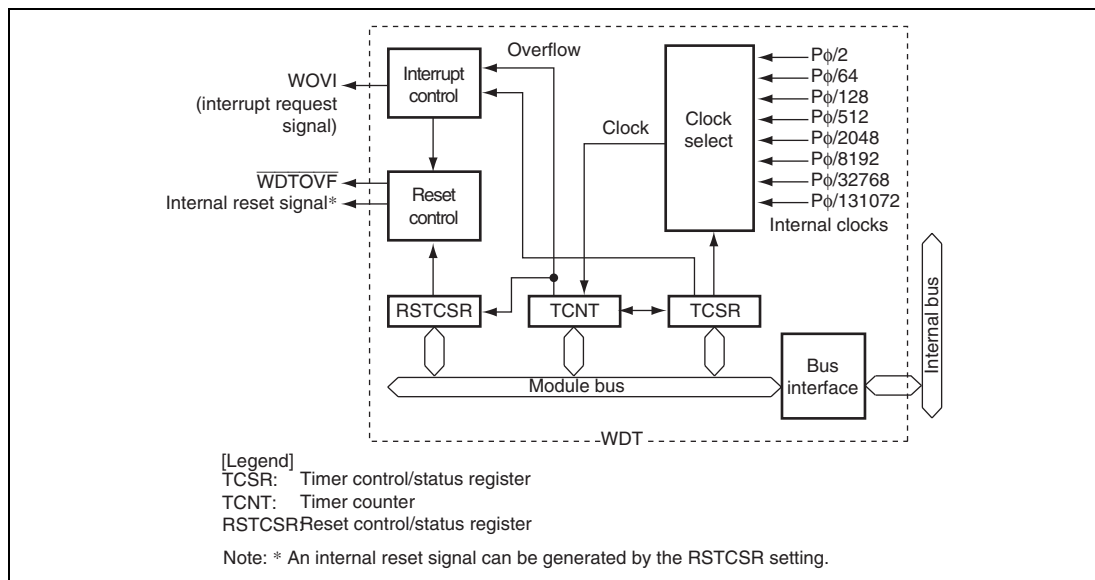 Overflow
Interrupt
control
WOVI
(interrupt request
signal)
Clock
Clock
select
Pϕ/2
Pϕ/64
Pϕ/128
Pϕ/512
Pϕ/2048
Pϕ/8192
Pϕ/32768
Pϕ/131072
Internal clocks
WDTOVF
Internal reset signal*
Reset
control
RSTCSR
TCNT
TCSR
Module bus
Bus
interface
Internal bus
WDT
[Legend]
TCSR: Timer control/status register
TCNT: Timer counter
RSTCSR: Reset control/status register
Note: * An internal reset signal can be generated by the RSTCSR setting.